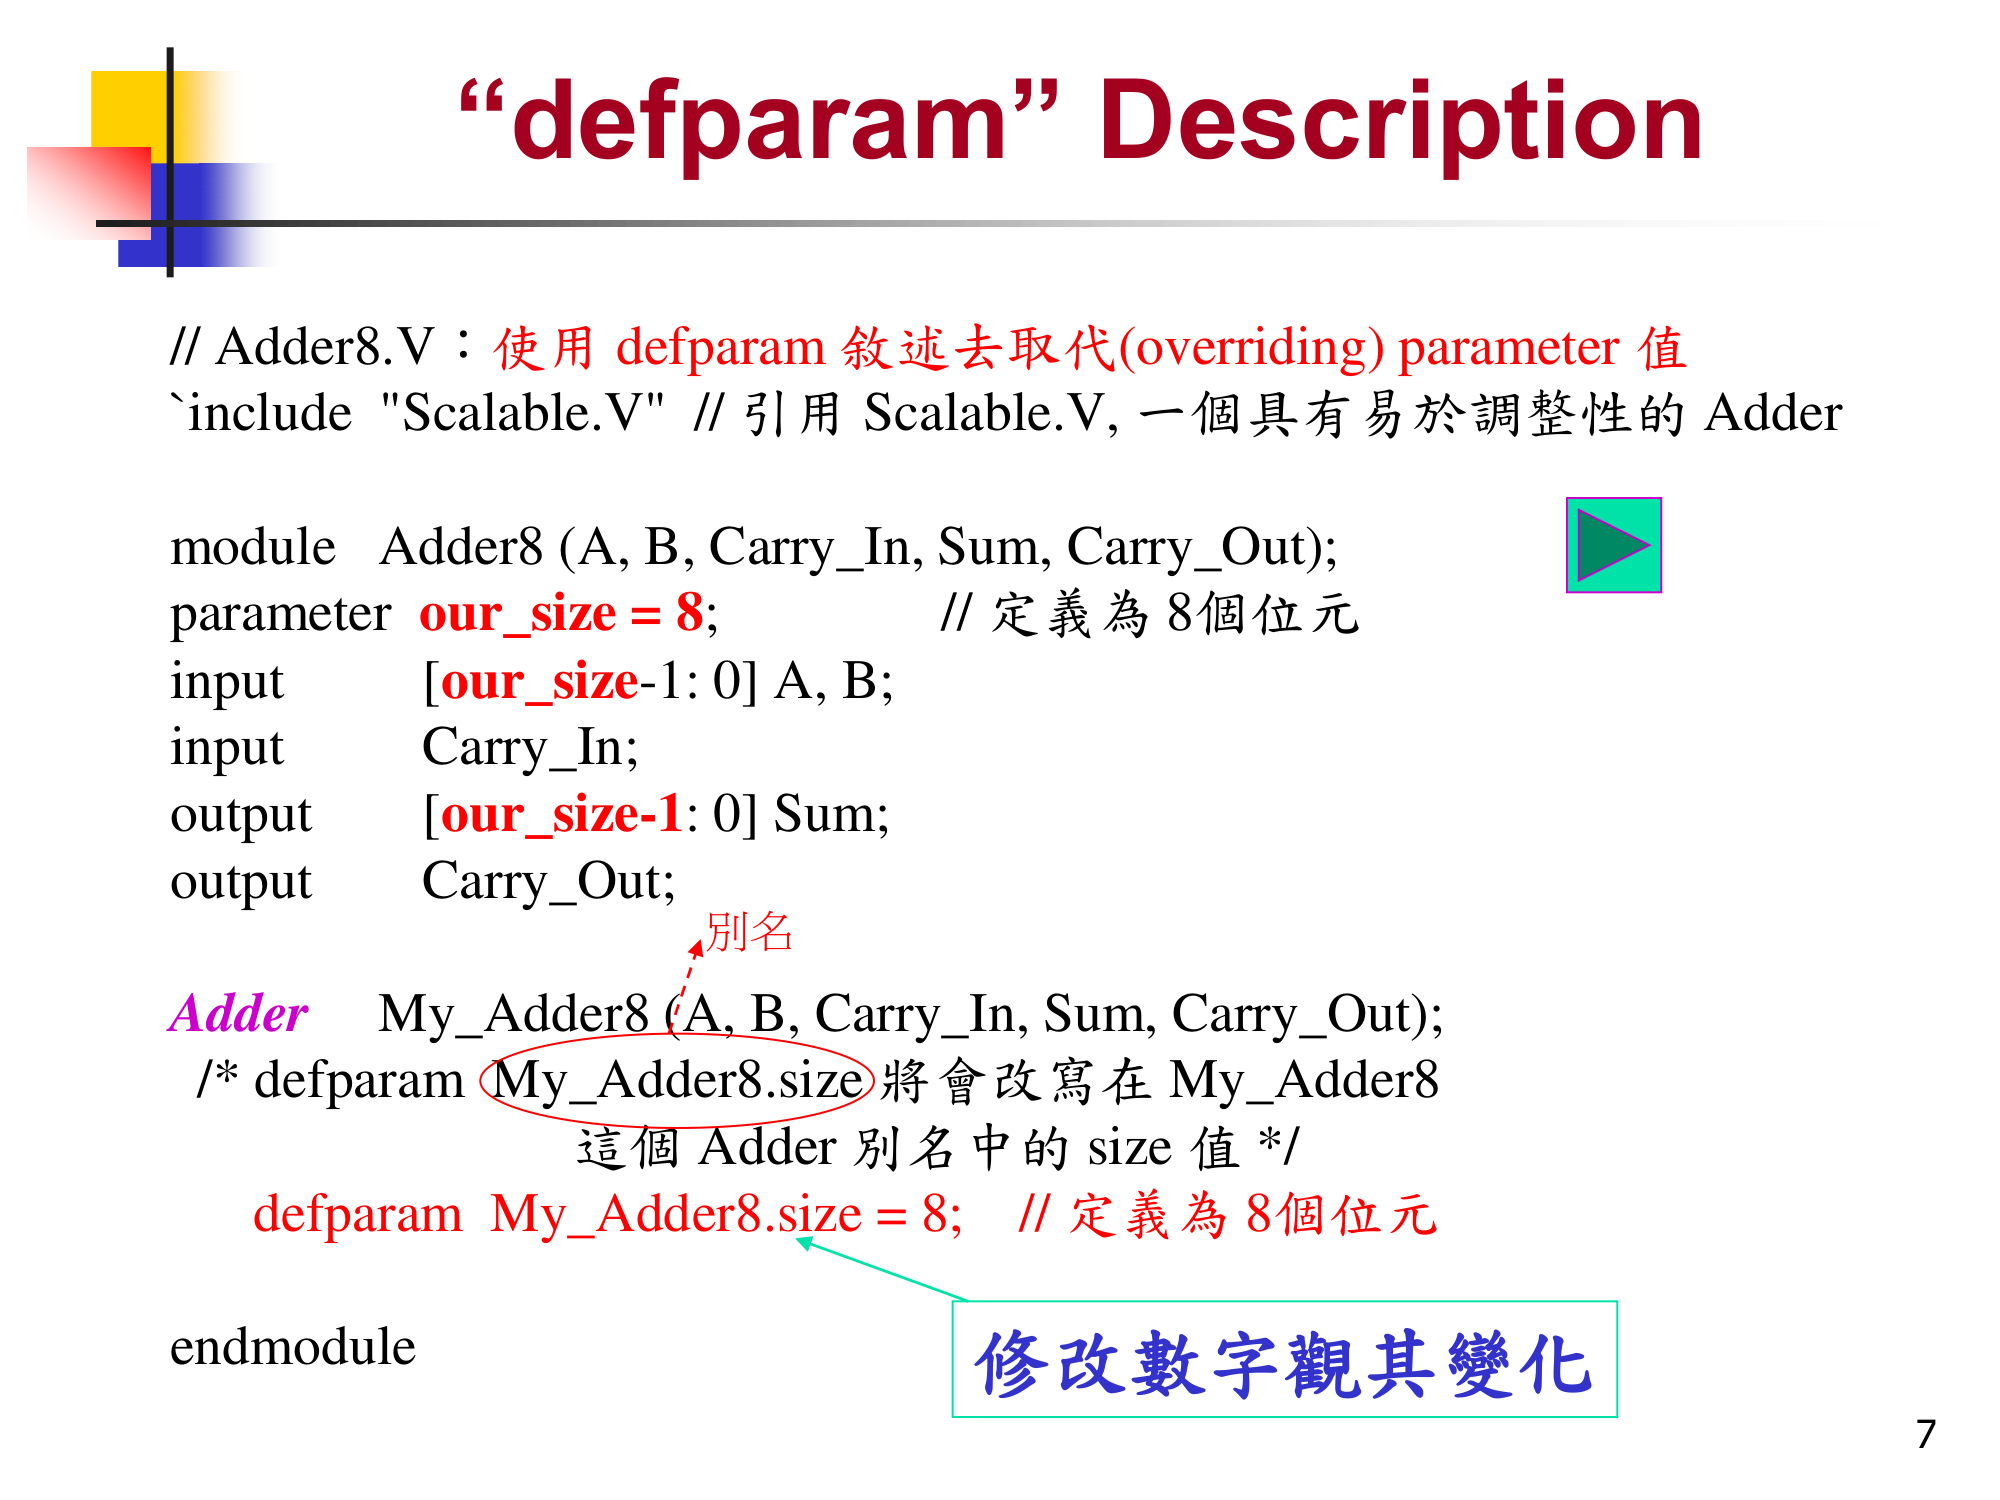 “defparam” Description
// Adder8.V：使用 defparam 敘述去取代(overriding) parameter 值
`include "Scalable.V" // 引用 Scalable.V, 一個具有易於調整性的 Adder
module Adder8 (A, B, Carry_In, Sum, Carry_Out);
parameter our_size = 8; // 定義為 8個位元
input [our_size-1: 0] A, B;
input Carry_In;
output [our_size-1: 0] Sum;
output Carry_Out;
別名
Adder My_Adder8 (A, B, Carry_In, Sum, Carry_Out);
/* defparam My_Adder8.size 將會改寫在 My_Adder8
這個 Adder 別名中的 size 值 */
defparam My_Adder8.size = 8; // 定義為 8個位元
endmodule
修改數字觀其變化
7